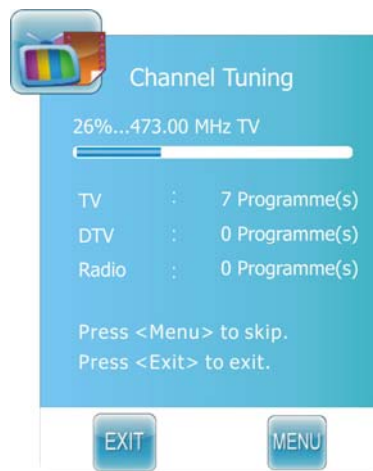 Channel Tuning
26%...473.00 MHz TV
TV : 7 Programme(s)
DTV : 0 Programme(s)
Radio : 0 Programme(s)
Press <Menu> to skip.
Press <Exit> to exit.
EXIT MENU